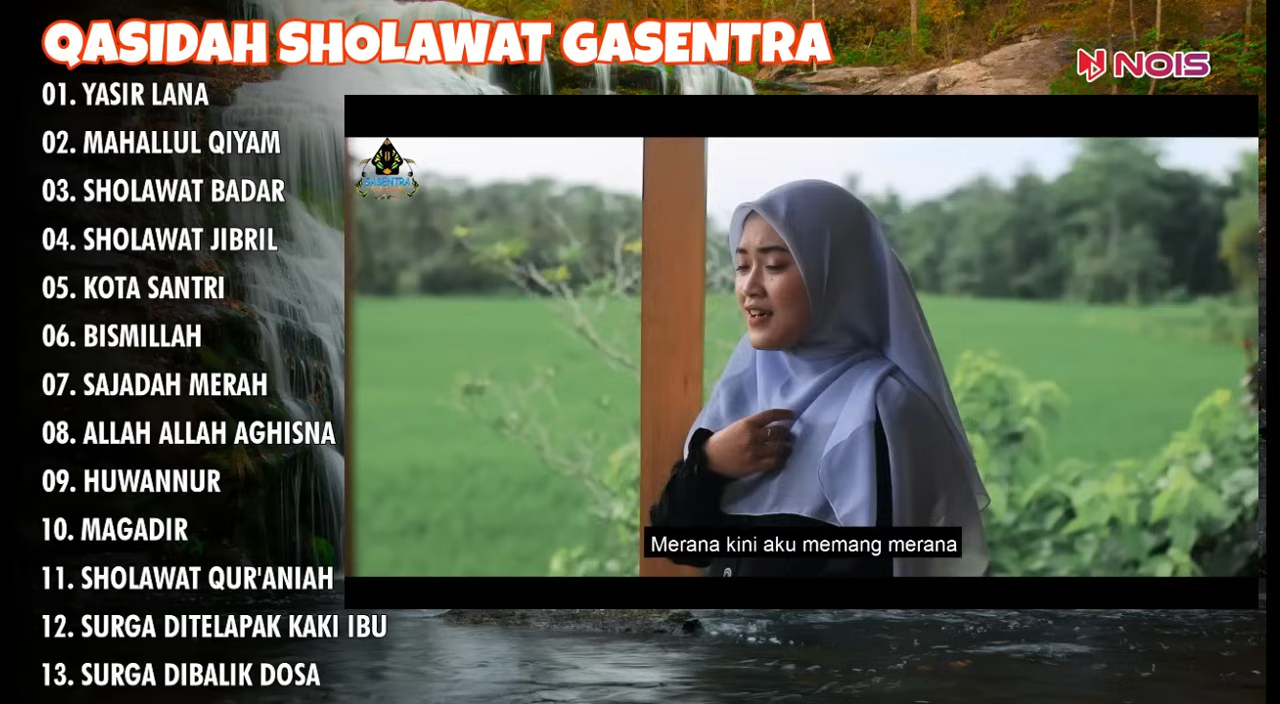 QASIDAH SHOLAWAT GASENTRA
NOIS
01. YASIR LANA
02. MAHALLUL QIYAM
03. SHOLAWAT BADAR
04. SHOLAWAT JIBRIL
05. KOTA SANTRI
06. BISMILLAH
07. SAJADAH MERAH
08. ALLAH ALLAH AGHISNA
09. HUWANNUR
10. MAGADIR
11. SHOLAWAT QUR'ANIAH
12. SURGA DITELAPAK KAKI IBU
13. SURGA DIBALIK DOSA
GASENTRA
Merana kini aku memang merana